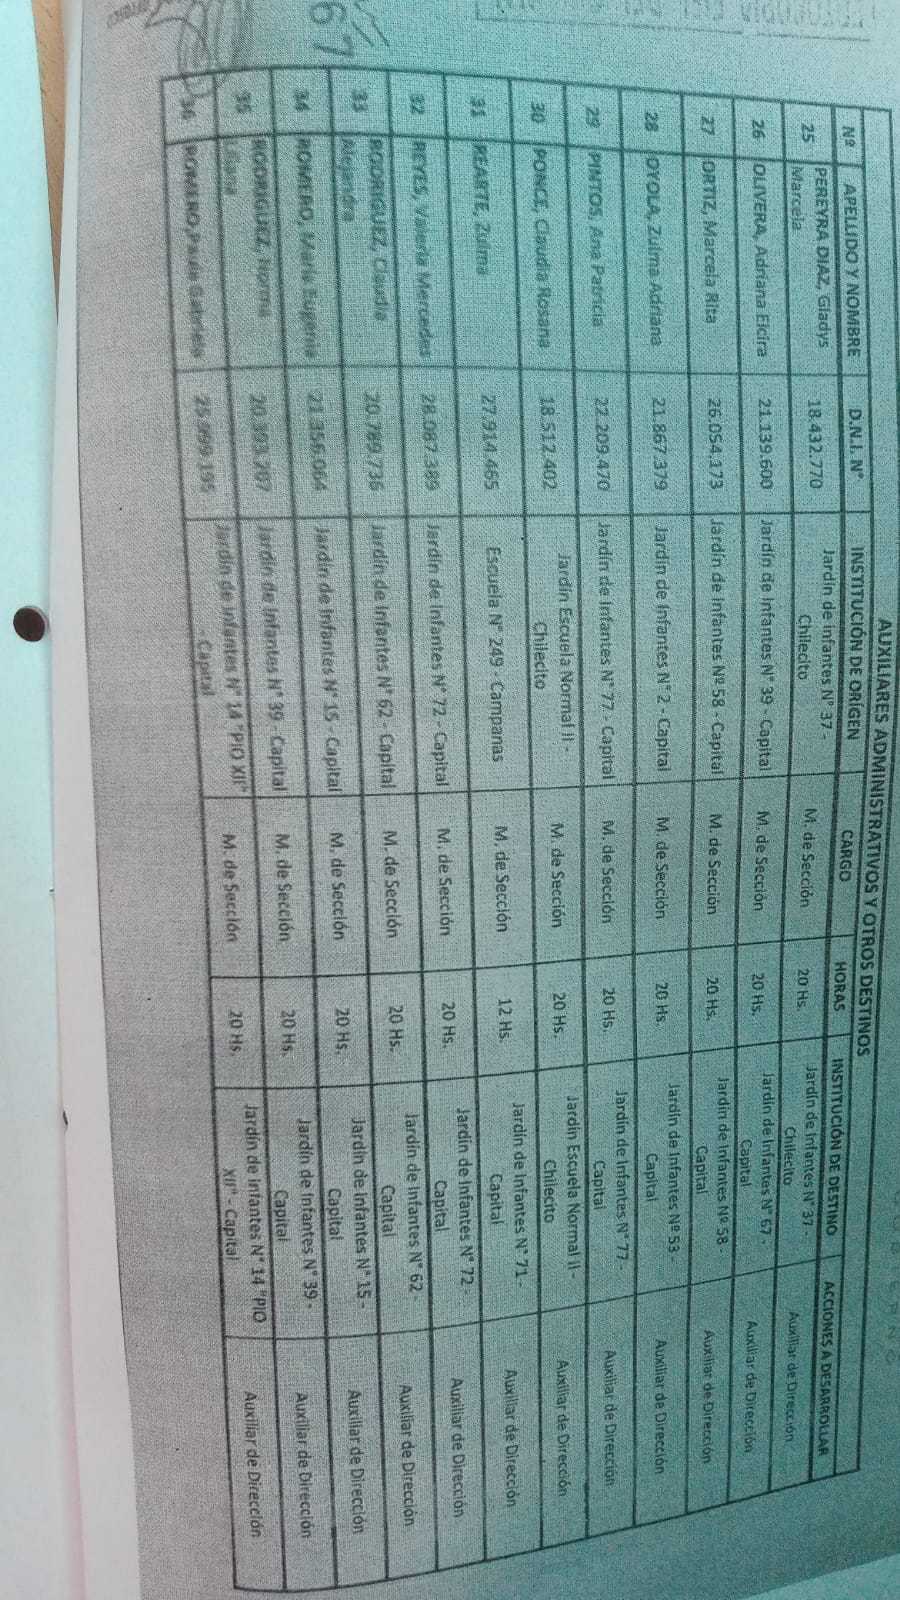 AUXILIARES ADMINISTRATIVOS Y OTROS DESTINOS
Nº APELLIDO Y NOMBRE D.N.I. N° INSTITUCIÓN DE ORÍGEN CARGO HORAS INSTITUCIÓN DE DESTINO ACCIONES A DESARROLLAR
25 PEREYRA DIAZ, Gladys Marcela 18.432.770 Jardín de Infantes N° 37 - Chilecito M. de Sección 20 Hs. Jardín de Infantes N° 37 - Chilecito Auxiliar de Dirección
26 OLIVERA, Adriana Elcira 21.139.600 Jardín de Infantes N° 39 - Capital M. de Sección 20 Hs. Jardín de Infantes N° 67 - Capital Auxiliar de Dirección
27 ORTIZ, Marcela Rita 26.054.173 Jardín de Infantes Nº 58 - Capital M. de Sección 20 Hs. Jardín de Infantes Nº 58 - Capital Auxiliar de Dirección
28 OYOLA, Zulma Adriana 21.867.379 Jardín de Infantes N° 2 - Capital M. de Sección 20 Hs. Jardín de Infantes Nº 53 - Capital Auxiliar de Dirección
29 PINTOS, Ana Patricia 22.209.470 Jardín de Infantes N° 77 - Capital M. de Sección 20 Hs. Jardín de Infantes N° 77 - Capital Auxiliar de Dirección
30 PONCE, Claudia Rosana 18.512.402 Jardín Escuela Normal II - Chilecito M. de Sección 20 Hs. Jardín Escuela Normal II - Chilecito Auxiliar de Dirección
31 REARTE, Zulma 27.914.465 Escuela N° 249 - Campanas M. de Sección 12 Hs. Jardín de Infantes N° 71 - Capital Auxiliar de Dirección
32 REYES, Valeria Mercedes 28.087.389 Jardín de Infantes N° 72 - Capital M. de Sección 20 Hs. Jardín de Infantes N° 72 - Capital Auxiliar de Dirección
33 RODRIGUEZ, Claudia Alejandra 20.789.736 Jardín de Infantes N° 62 - Capital M. de Sección 20 Hs. Jardín de Infantes N° 62 - Capital Auxiliar de Dirección
34 ROMERO, María Eugenia 21.356.064 Jardín de Infantes N° 15 - Capital M. de Sección 20 Hs. Jardín de Infantes N° 15 - Capital Auxiliar de Dirección
35 RODRIGUEZ, Norma Liliana Jardín de Infantes N° 39 - Capital M. de Sección 20 Hs. Jardín de Infantes N° 39 - Capital Auxiliar de Dirección
36 ROMERO, Paula Gabriela 25.999.195 Jardín de Infantes N° 14 "PIO XII" - Capital M. de Sección 20 Hs. Jardín de Infantes N° 14 "PIO XII" - Capital Auxiliar de Dirección
67